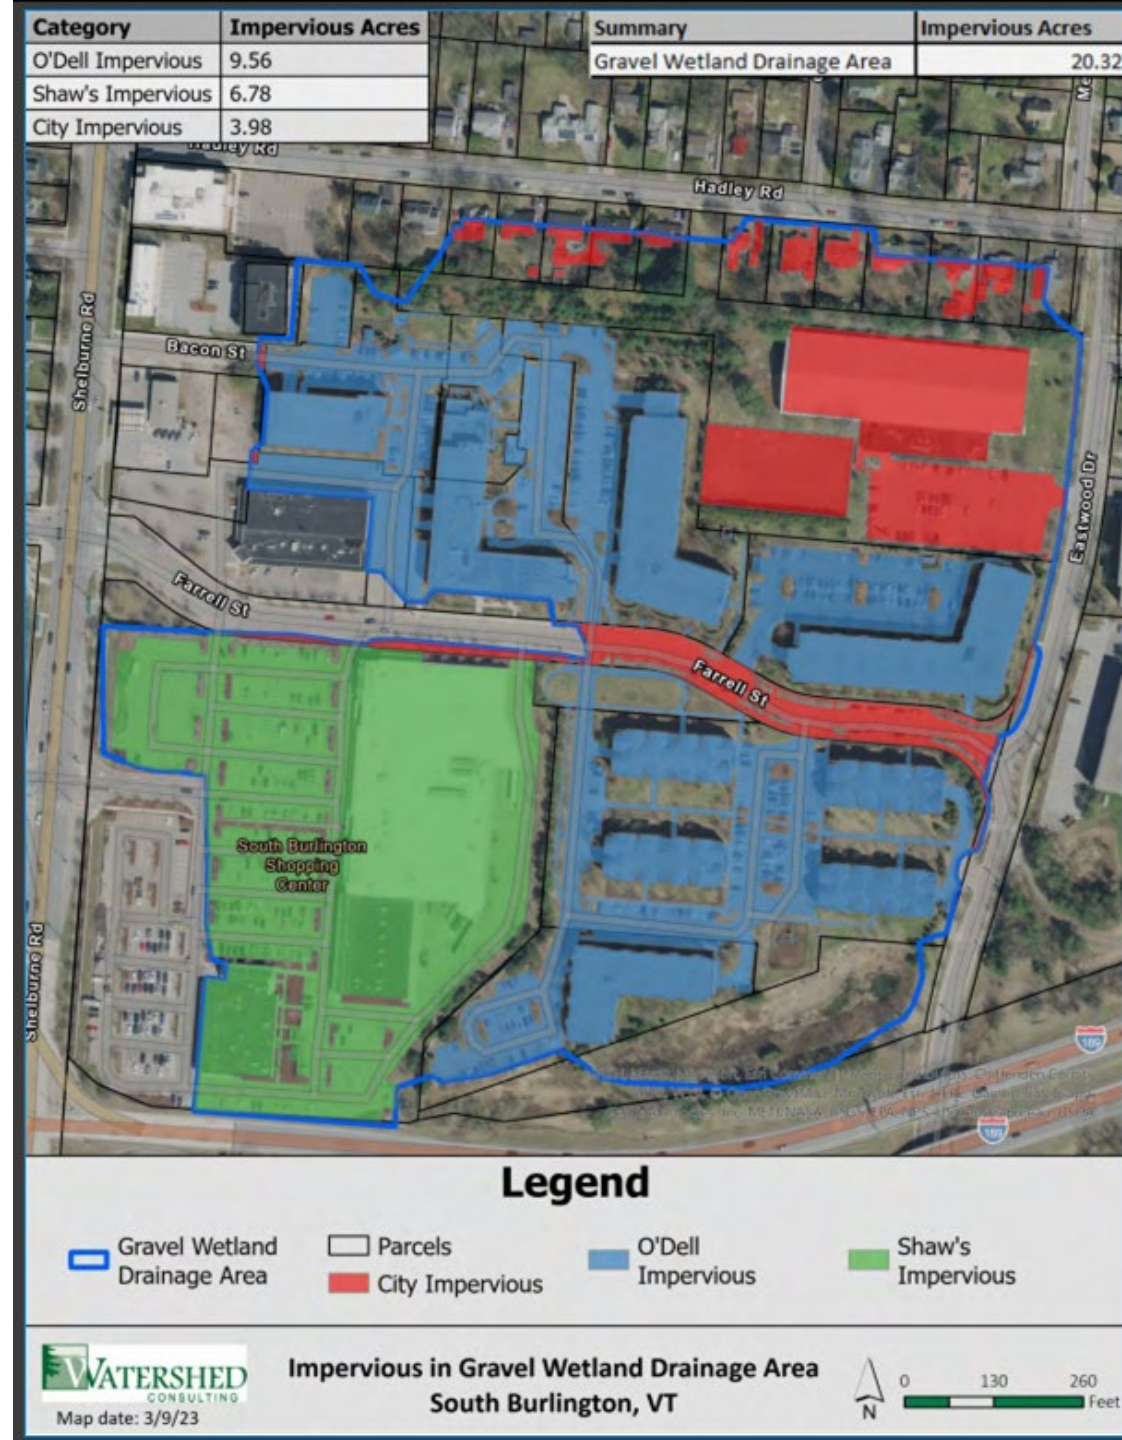 Category Impervious Acres
O'Dell Impervious 9.56
Shaw's Impervious 6.78
City Impervious 3.98
Summary Impervious Acres
Gravel Wetland Drainage Area 20.32
Hadley Rd
Hadley Rd
Shelburne Rd
Bacon St
Eastwood Dr
Farrell St
Farrell St
South Burlington
Shopping
Center
Shelburne Rd
189
189
Legend
Gravel Wetland
Drainage Area
Parcels
City Impervious
O'Dell
Impervious
Shaw's
Impervious
WATERSHED
CONSULTING
Map date: 3/9/23
Impervious in Gravel Wetland Drainage Area
South Burlington, VT
N
0 130 260
Feet